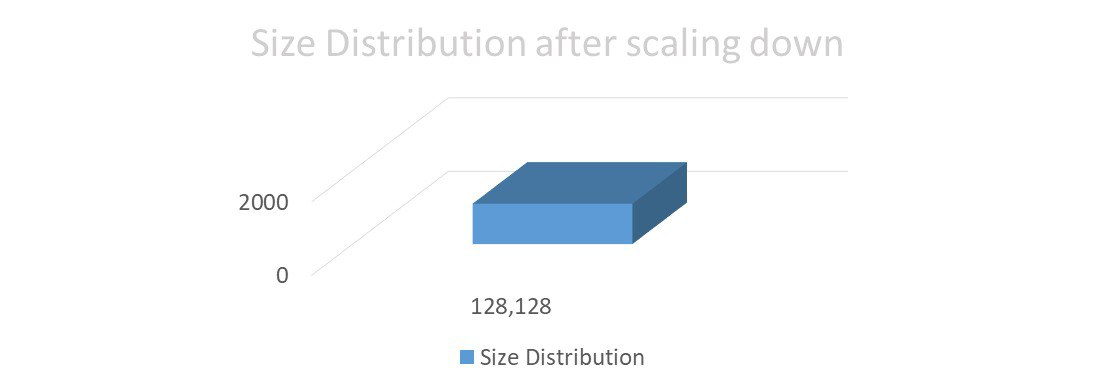 Size Distribution after scaling down
2000
0
128,128
Size Distribution